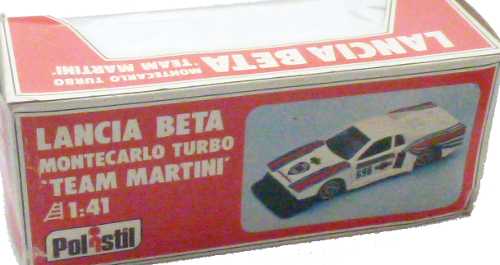 LANCIA BETA
MONTECARLO TURBO
'TEAM MARTINI'
LANCIA BETA
MONTECARLO TURBO
'TEAM MARTINI'
1:41
Polistil